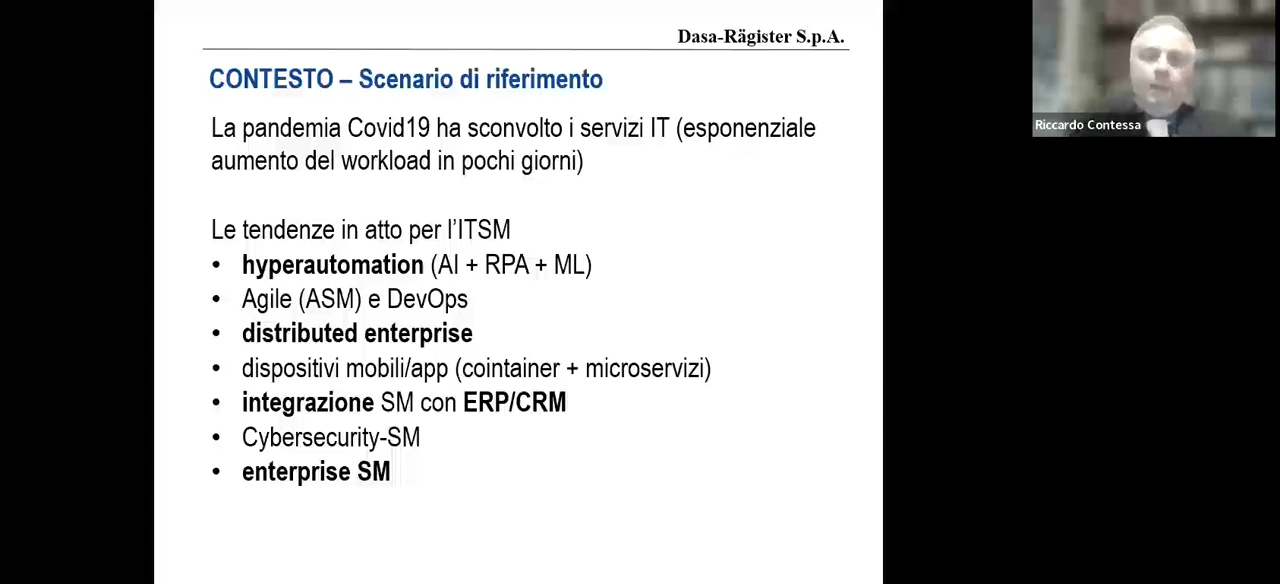 Dasa-Rägister S.p.A.
CONTESTO – Scenario di riferimento
La pandemia Covid19 ha sconvolto i servizi IT (esponenziale
aumento del workload in pochi giorni)
Le tendenze in atto per l’ITSM
• hyperautomation (AI + RPA + ML)
• Agile (ASM) e DevOps
• distributed enterprise
• dispositivi mobili/app (cointainer + microservizi)
• integrazione SM con ERP/CRM
• Cybersecurity-SM
• enterprise SM
Riccardo Contessa